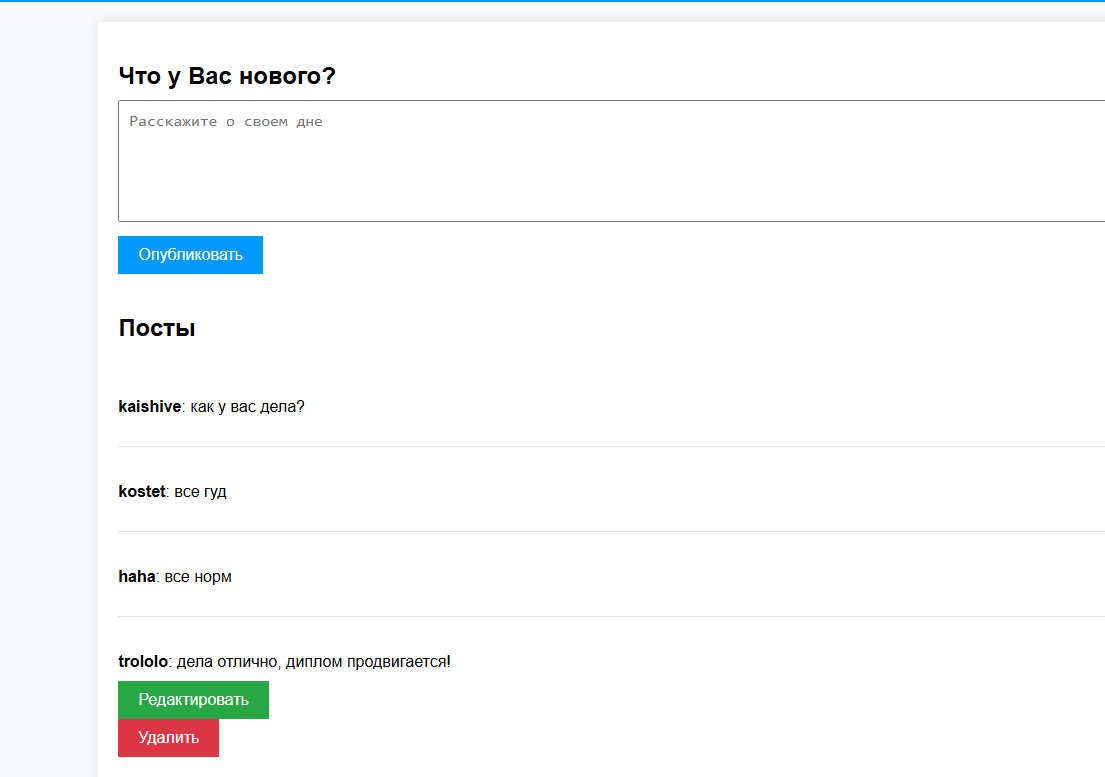 Что у Вас нового?
Расскажите о своем дне
Опубликовать
Посты
kaishive: как у вас дела?
kostet: все гуд
haha: все норм
trololo: дела отлично, диплом продвигается!
Редактировать
Удалить